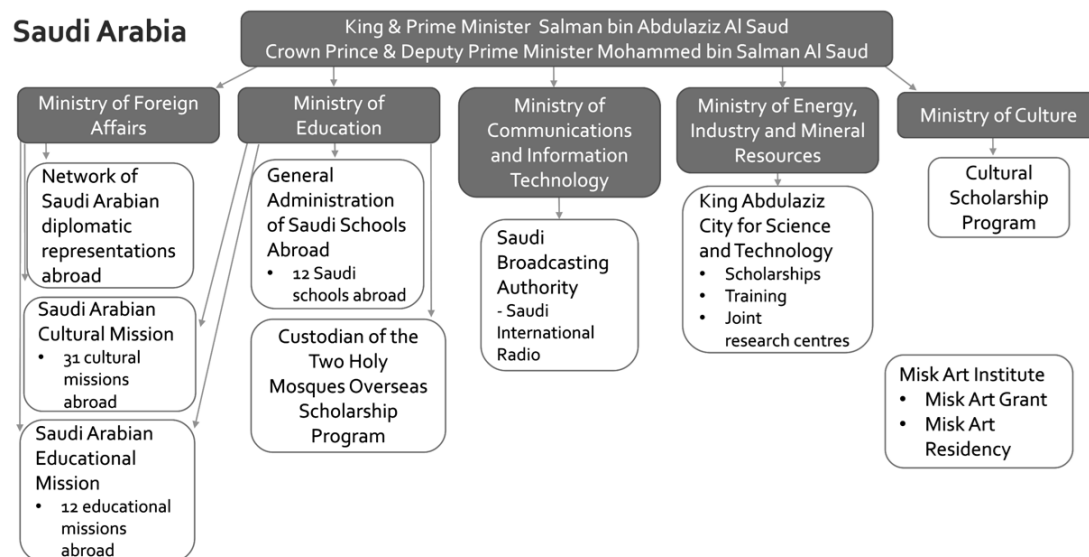 Saudi Arabia
King & Prime Minister Salman bin Abdulaziz Al Saud
Crown Prince & Deputy Prime Minister Mohammed bin Salman Al Saud
Ministry of Foreign
Affairs
Ministry of
Education
Ministry of
Communications
and Information
Technology
Ministry of Energy,
Industry and Mineral
Resources
Ministry of Culture
Network of
Saudi Arabian
diplomatic
representations
abroad
Saudi Arabian
Cultural Mission
• 31 cultural
missions
abroad
Saudi Arabian
Educational
Mission
• 12 educational
missions
abroad
General
Administration
of Saudi Schools
Abroad
• 12 Saudi
schools abroad
Custodian of the
Two Holy
Mosques Overseas
Scholarship
Program
Saudi
Broadcasting
Authority
- Saudi
International
Radio
King Abdulaziz
City for Science
and Technology
• Scholarships
• Training
• Joint
research centres
Cultural
Scholarship
Program
Misk Art Institute
• Misk Art Grant
• Misk Art
Residency